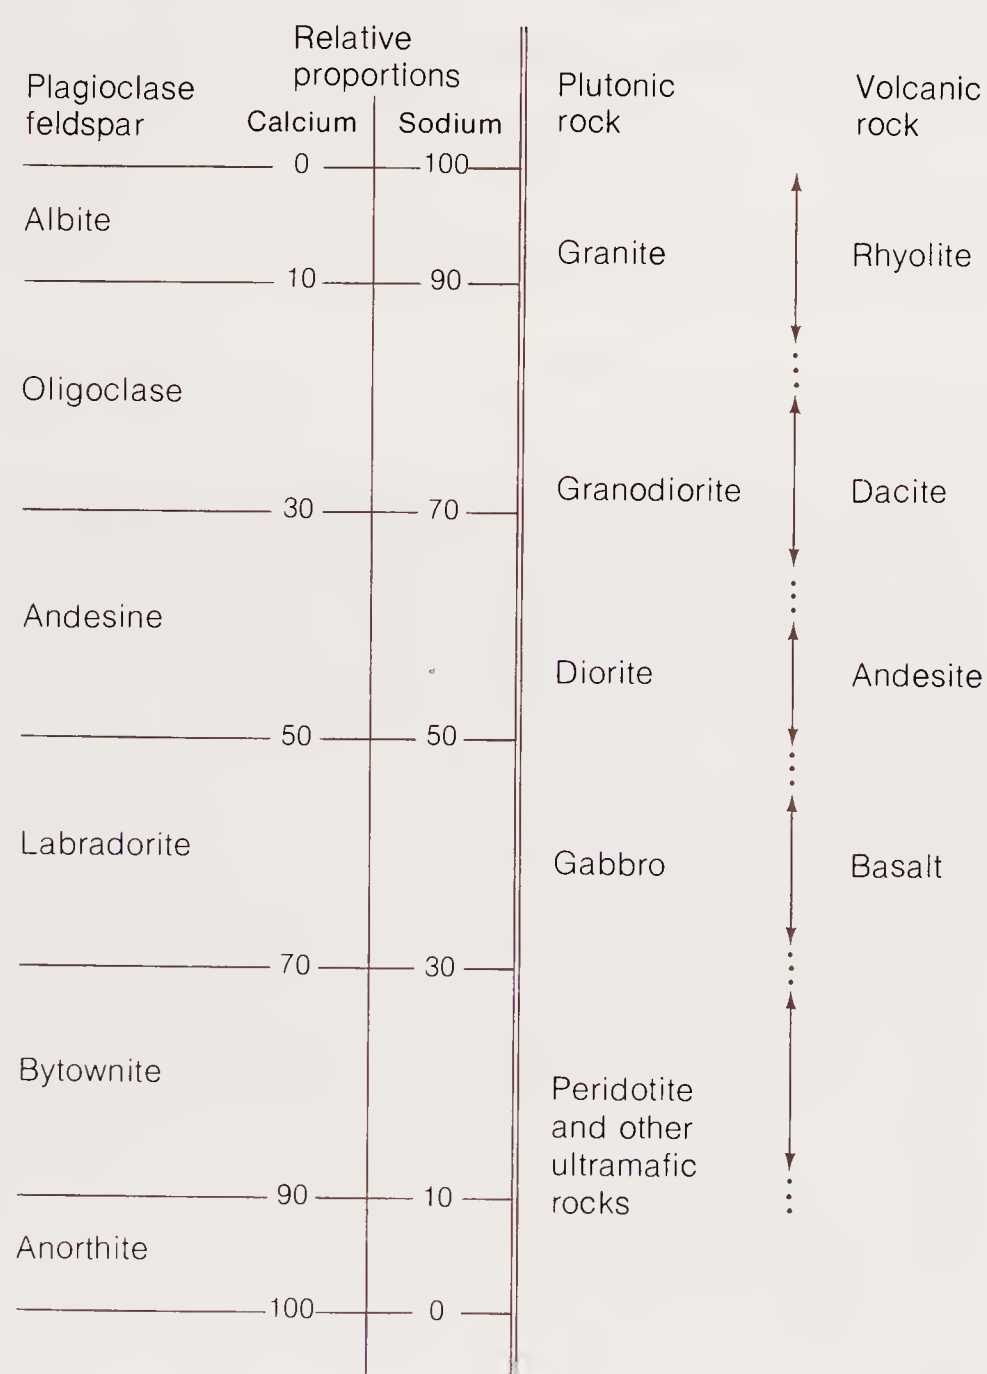 Relative
proportions
Plagioclase
feldspar
Calcium
Sodium
Plutonic
rock
Volcanic
rock
0 100
Albite
Granite
Rhyolite
10 90
Oligoclase
Granodiorite
Dacite
30 70
Andesine
Diorite
Andesite
50 50
Labradorite
Gabbro
Basalt
70 30
Bytownite
Peridotite
and other
ultramafic
rocks
90 10
Anorthite
100 0